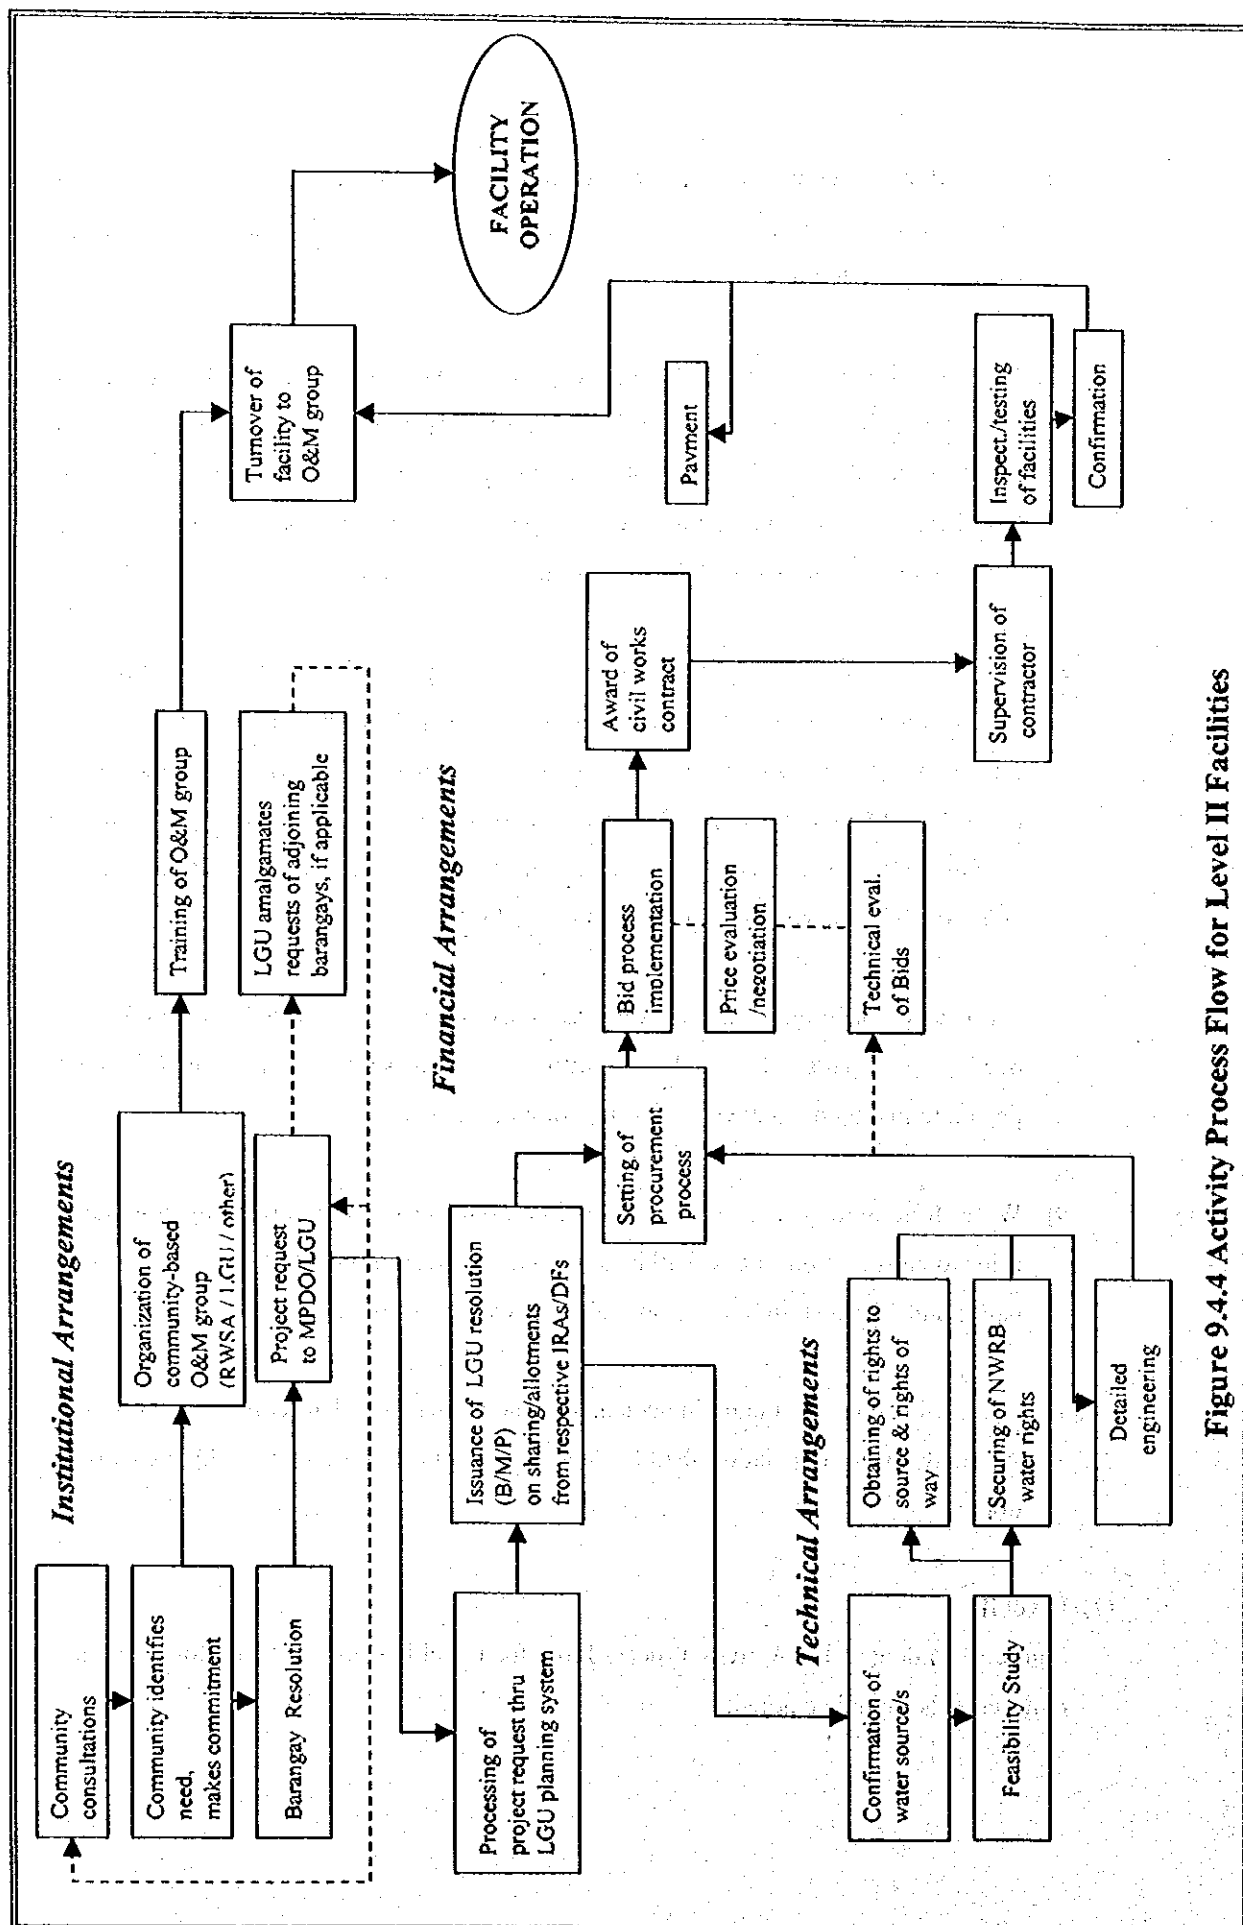 Institutional Arrangements
Community
consultations
Community identifies
need,
makes commitment
Barangay Resolution
Organization of
community-based
O&M group
(RWSA / LGU / other)
Project request
to MPDO/LGU
Training of O&M group
LGU amalgamates
requests of adjoining
barangays, if applicable
Turnover of
facility to
O&M group
FACILITY
OPERATION
Financial Arrangements
Processing of
project request thru
LGU planning system
Issuance of LGU resolution
(B/M/P)
on sharing/allotments
from respective IRAs/DFs
Setting of
procurement
process
Bid process
implementation
Price evaluation
/negotiation
Technical eval.
of Bids
Award of
civil works
contract
Payment
Technical Arrangements
Confirmation of
water source/s
Feasibility Study
Obtaining of rights to
source & rights of
way
Securing of NWRB
water rights
Detailed
engineering
Supervision of
contractor
Inspect./testing
of facilities
Confirmation
Figure 9.4.4 Activity Process Flow for Level II Facilities